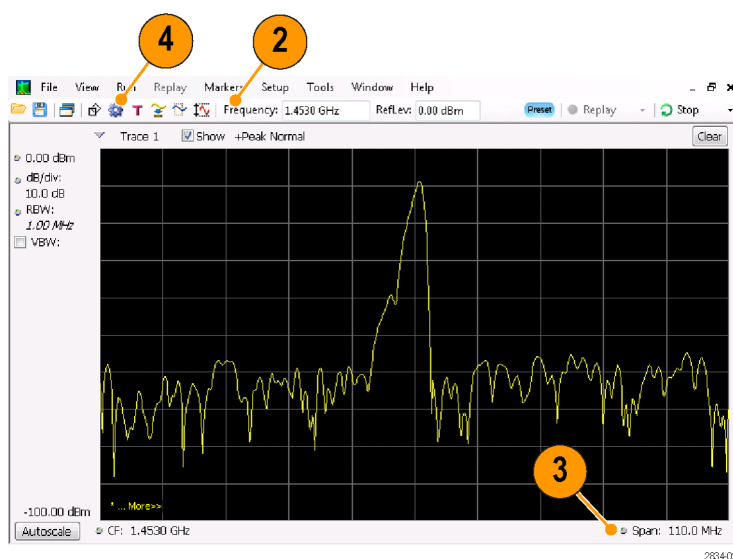 4
2
File View Run Replay Markers Setup Tools Window Help
T Frequency: 1.4530 GHz RefLev: 0.00 dBm Preset Replay Stop
Trace 1 Show +Peak Normal Clear
0.00 dBm
dB/div:
10.0 dB
RBW:
1.00 MHz
VBW:
3
-100.00 dBm
* ... More>>
Autoscale CF: 1.4530 GHz Span: 110.0 MHz